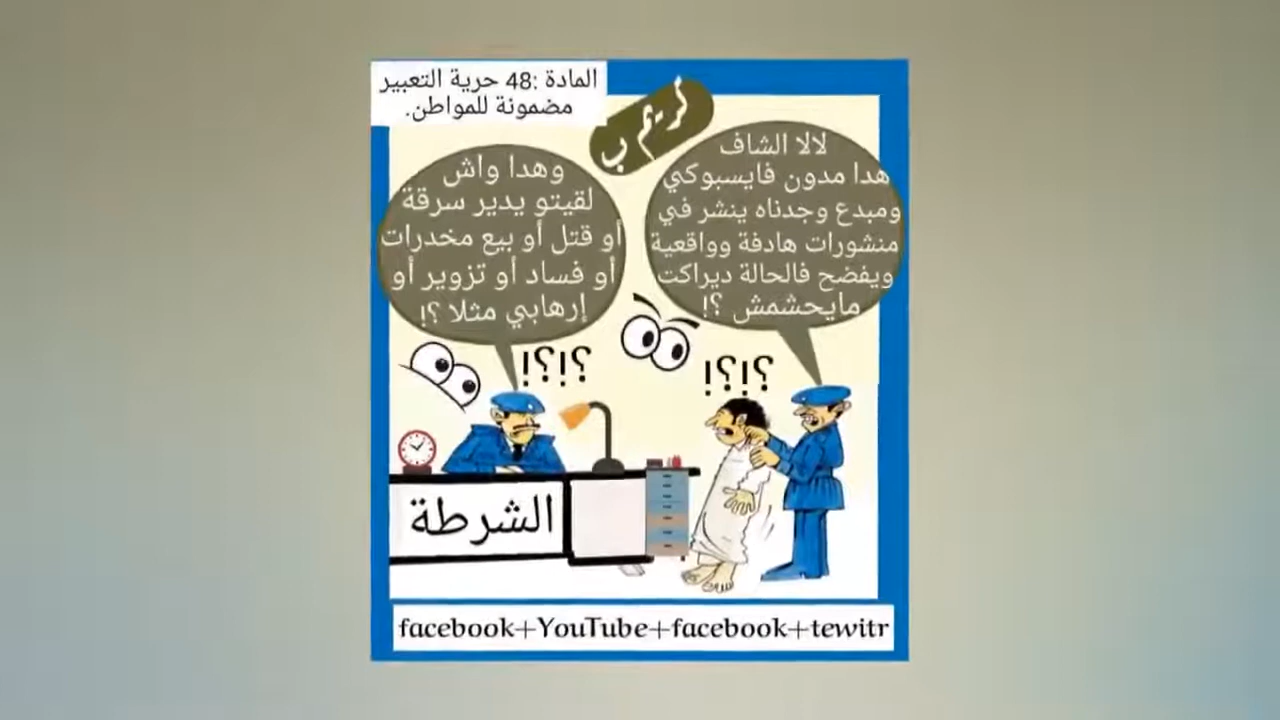 المادة :48 حرية التعبير
مضمونة للمواطن.
كريم ب
لالا الشاف
هدا مدون فايسبوكي
ومبدع وجدناه ينشر في
منشورات هادفة وواقعية
ويفضح فالحالة ديراكت
مايحشمش ؟!
وهدا واش
لقيتو يدير سرقة
أو قتل أو بيع مخدرات
أو فساد أو تزوير أو
إرهابي مثلا ؟!
؟!؟!
؟!؟!
الشرطة
facebook+YouTube+facebook+tewitr